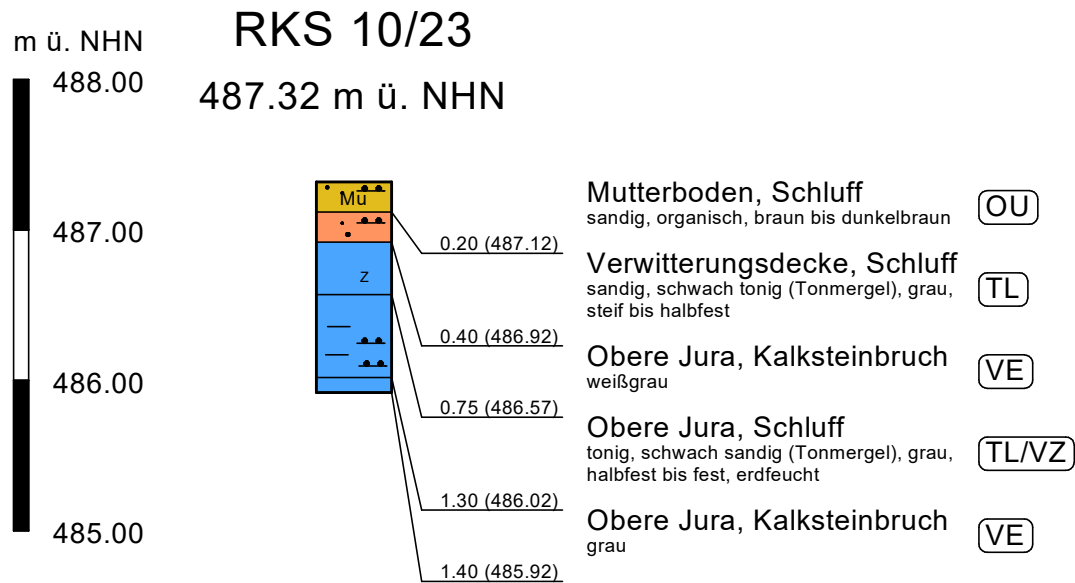 m ü. NHN
RKS 10/23
487.32 m ü. NHN
488.00
487.00
486.00
485.00
Mu
z
0.20 (487.12)
0.40 (486.92)
0.75 (486.57)
1.30 (486.02)
1.40 (485.92)
Mutterboden, Schluff
sandig, organisch, braun bis dunkelbraun
OU
Verwitterungsdecke, Schluff
sandig, schwach tonig (Tonmergel), grau,
steif bis halbfest
TL
Obere Jura, Kalksteinbruch
weißgrau
VE
Obere Jura, Schluff
tonig, schwach sandig (Tonmergel), grau,
halbfest bis fest, erdfeucht
TL/VZ
Obere Jura, Kalksteinbruch
grau
VE